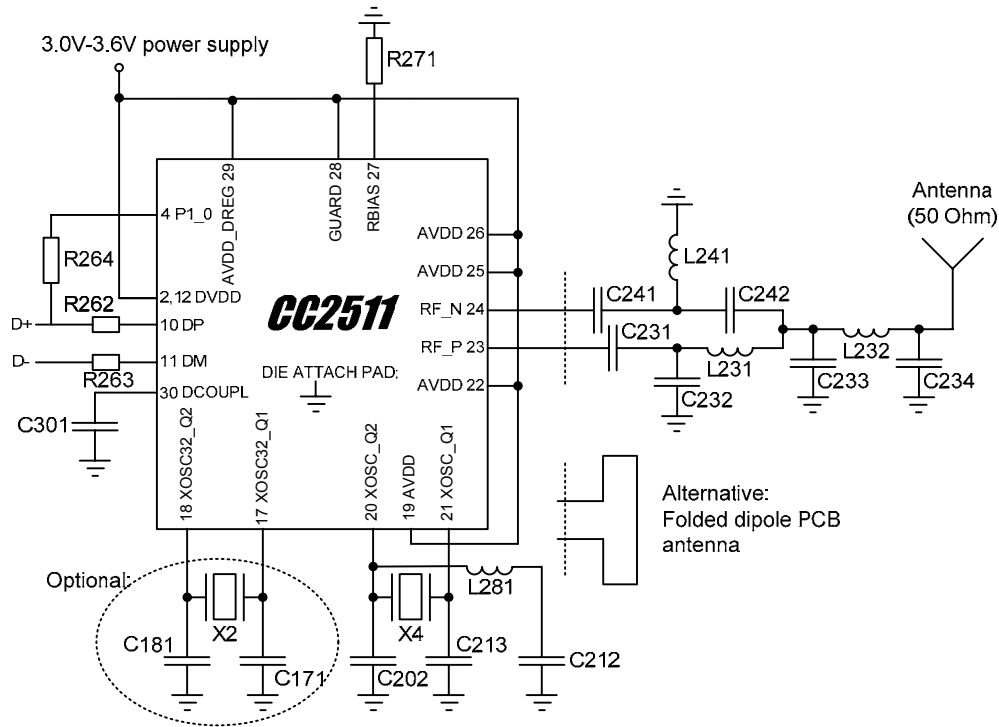 3.0V-3.6V power supply
R271
AVDD_DREG 29
GUARD 28
RBIAS 27
4 P1_0
R264
2, 12 DVDD
R262
D+
10 DP
D-
11 DM
R263
30 DCOUPL
C301
CC2511
DIE ATTACH PAD:
AVDD 26
AVDD 25
RF_N 24
RF_P 23
AVDD 22
18 XOSC32_Q2
17 XOSC32_Q1
20 XOSC_Q2
19 AVDD
21 XOSC_Q1
Antenna
(50 Ohm)
L241
C241
C242
C231
L231
L232
C232
C233
C234
Alternative:
Folded dipole PCB
antenna
Optional:
X2
C181
C171
X4
L281
C202
C213
C212